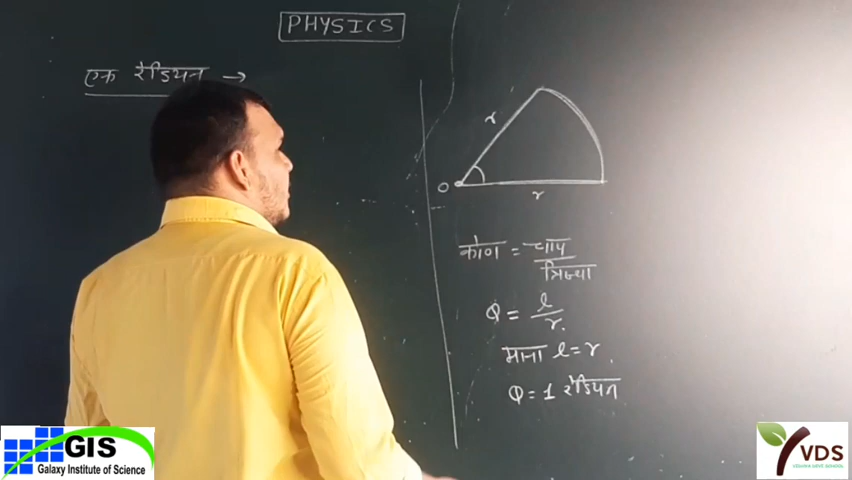 PHYSICS
एक रेडियन →
r
O
r
कोण = चाप / त्रिज्या
Q = l / r.
माना l = r.
Q = 1 रेडियन
GIS
Galaxy Institute of Science
VDS